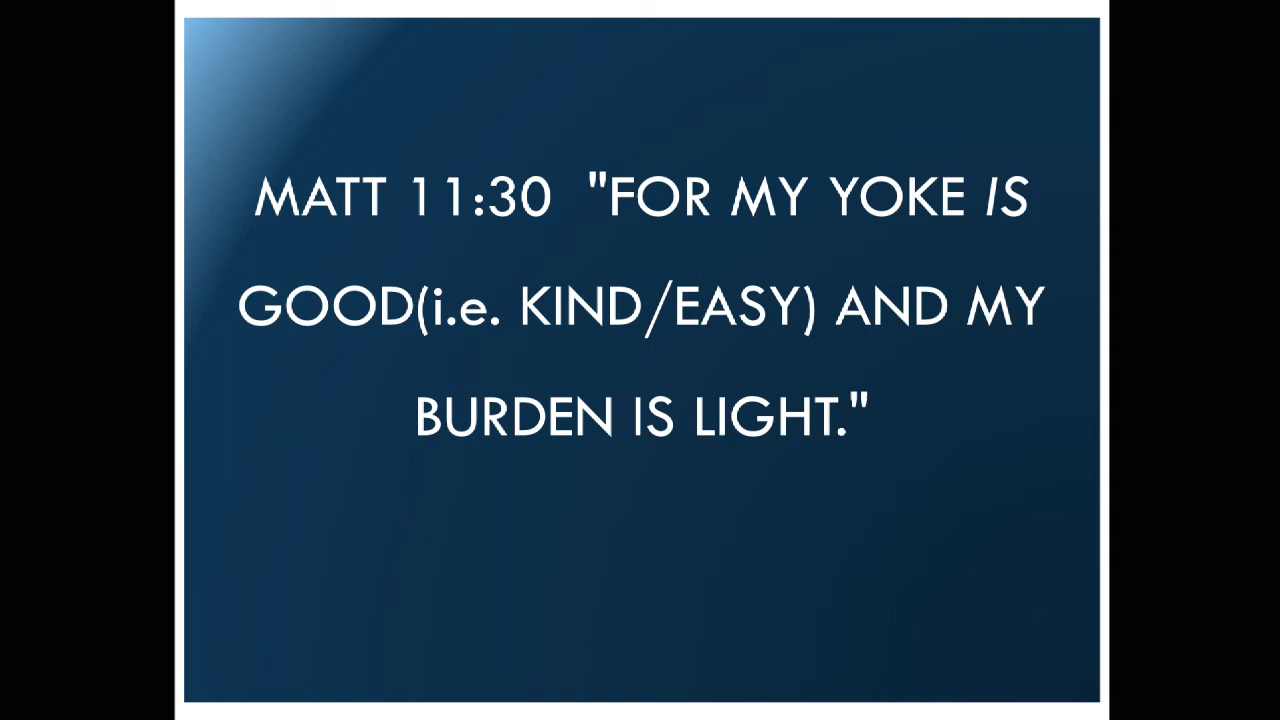 MATT 11:30  "FOR MY YOKE IS
GOOD(i.e. KIND/EASY) AND MY
BURDEN IS LIGHT."